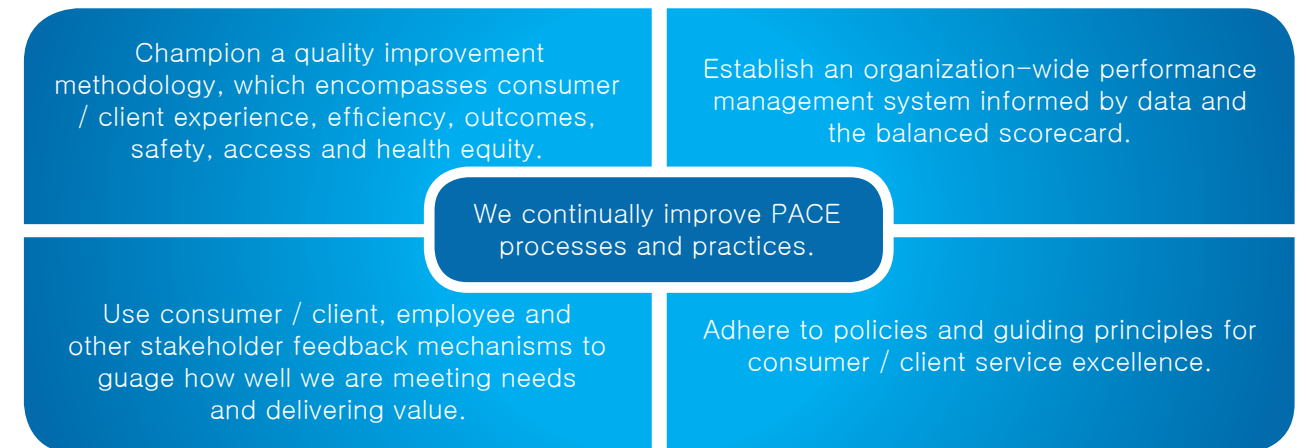 Champion a quality improvement
methodology, which encompasses consumer
/ client experience, efficiency, outcomes,
safety, access and health equity.
Establish an organization-wide performance
management system informed by data and
the balanced scorecard.
We continually improve PACE
processes and practices.
Use consumer / client, employee and
other stakeholder feedback mechanisms to
guage how well we are meeting needs
and delivering value.
Adhere to policies and guiding principles for
consumer / client service excellence.